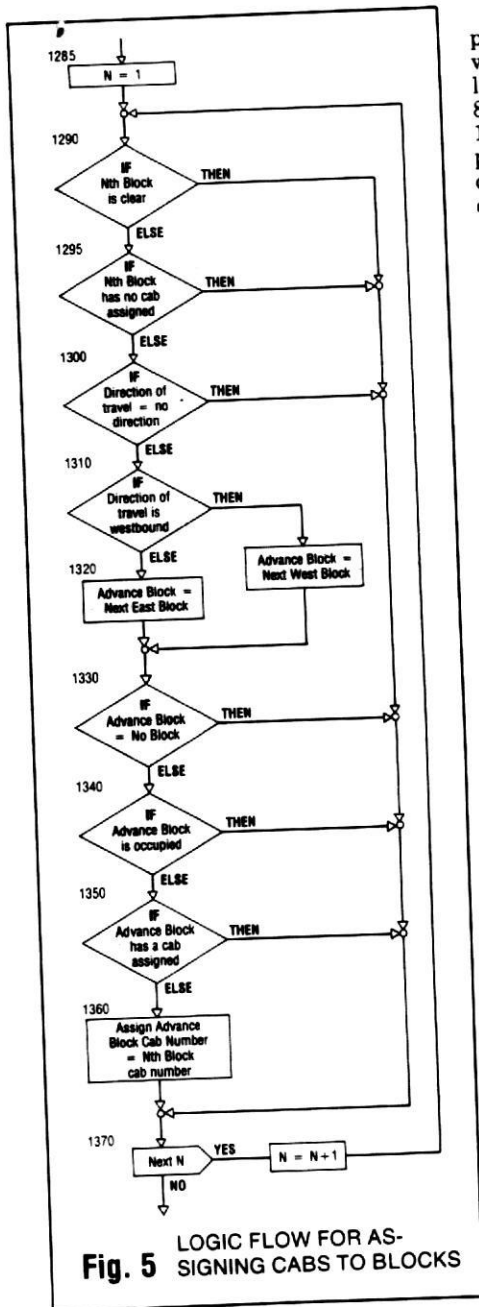 1285
N = 1
1290
IF
Nth Block
is clear
THEN
ELSE
1295
IF
Nth Block
has no cab
assigned
THEN
ELSE
1300
IF
Direction of
travel = no
direction
THEN
ELSE
1310
IF
Direction of
travel is
westbound
THEN
ELSE
1320
Advance Block =
Next East Block
Advance Block =
Next West Block
1330
IF
Advance Block
= No Block
THEN
ELSE
1340
IF
Advance Block
is occupied
THEN
ELSE
1350
IF
Advance Block
has a cab
assigned
THEN
ELSE
1360
Assign Advance
Block Cab Number
= Nth Block
cab number
1370
Next N
YES
N = N+1
NO
Fig. 5 LOGIC FLOW FOR AS-
SIGNING CABS TO BLOCKS